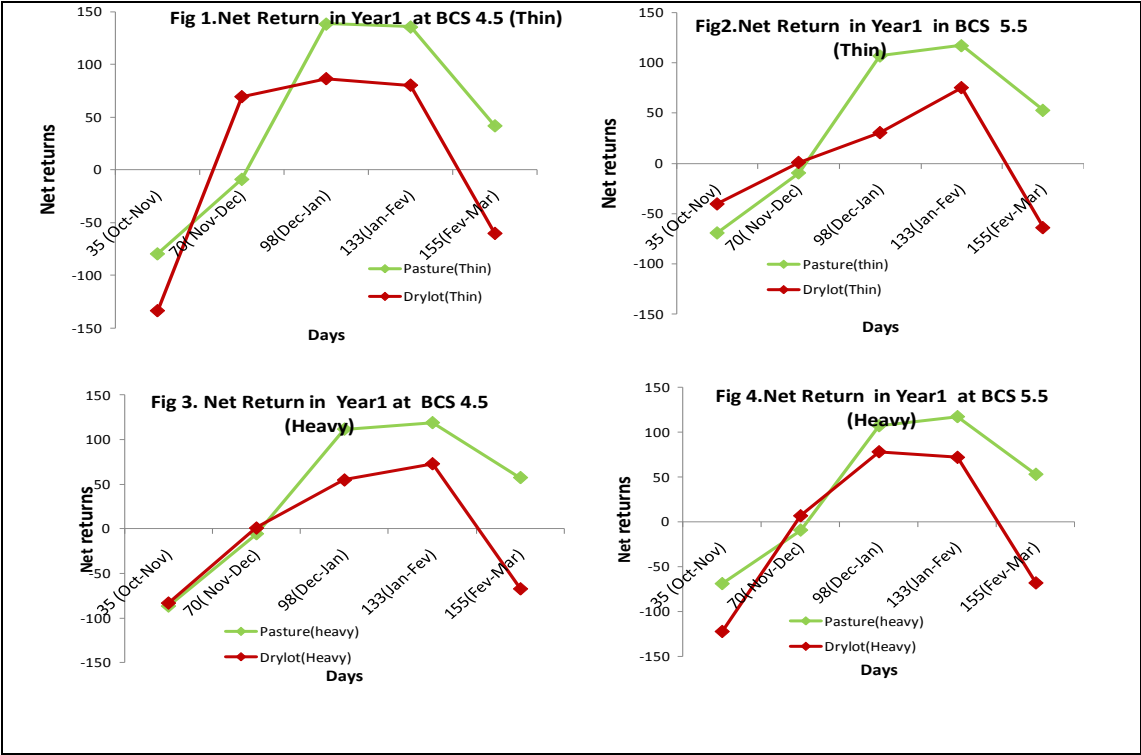 Fig 1.Net Return in Year1 at BCS 4.5 (Thin)
150
100
50
0
-50
-100
-150
Net returns
35 (Oct-Nov)
70( Nov-Dec)
98(Dec-Jan)
133(Jan-Fev)
155(Fev-Mar)
Pasture(Thin)
Drylot(Thin)
Days
Fig2.Net Return in Year1 in BCS 5.5
(Thin)
150
100
50
0
-50
-100
-150
Net returns
35 (Oct-Nov)
70( Nov-Dec)
98(Dec-Jan)
133(Jan-Fev)
155(Fev-Mar)
Pasture(thin)
Drylot(Thin)
Days
Fig 3. Net Return in Year1 at BCS 4.5
(Heavy)
150
100
50
0
-50
-100
-150
Net returns
35 (Oct-Nov)
70( Nov-Dec)
98(Dec-Jan)
133(Jan-Fev)
155(Fev-Mar)
Pasture(heavy)
Drylot(Heavy)
Days
Fig 4.Net Return in Year1 at BCS 5.5
(Heavy)
150
100
50
0
-50
-100
-150
Net returns
35 (Oct-Nov)
70( Nov-Dec)
98(Dec-Jan)
133(Jan-Fev)
155(Fev-Mar)
Pasture(heavy)
Drylot(Heavy)
Days